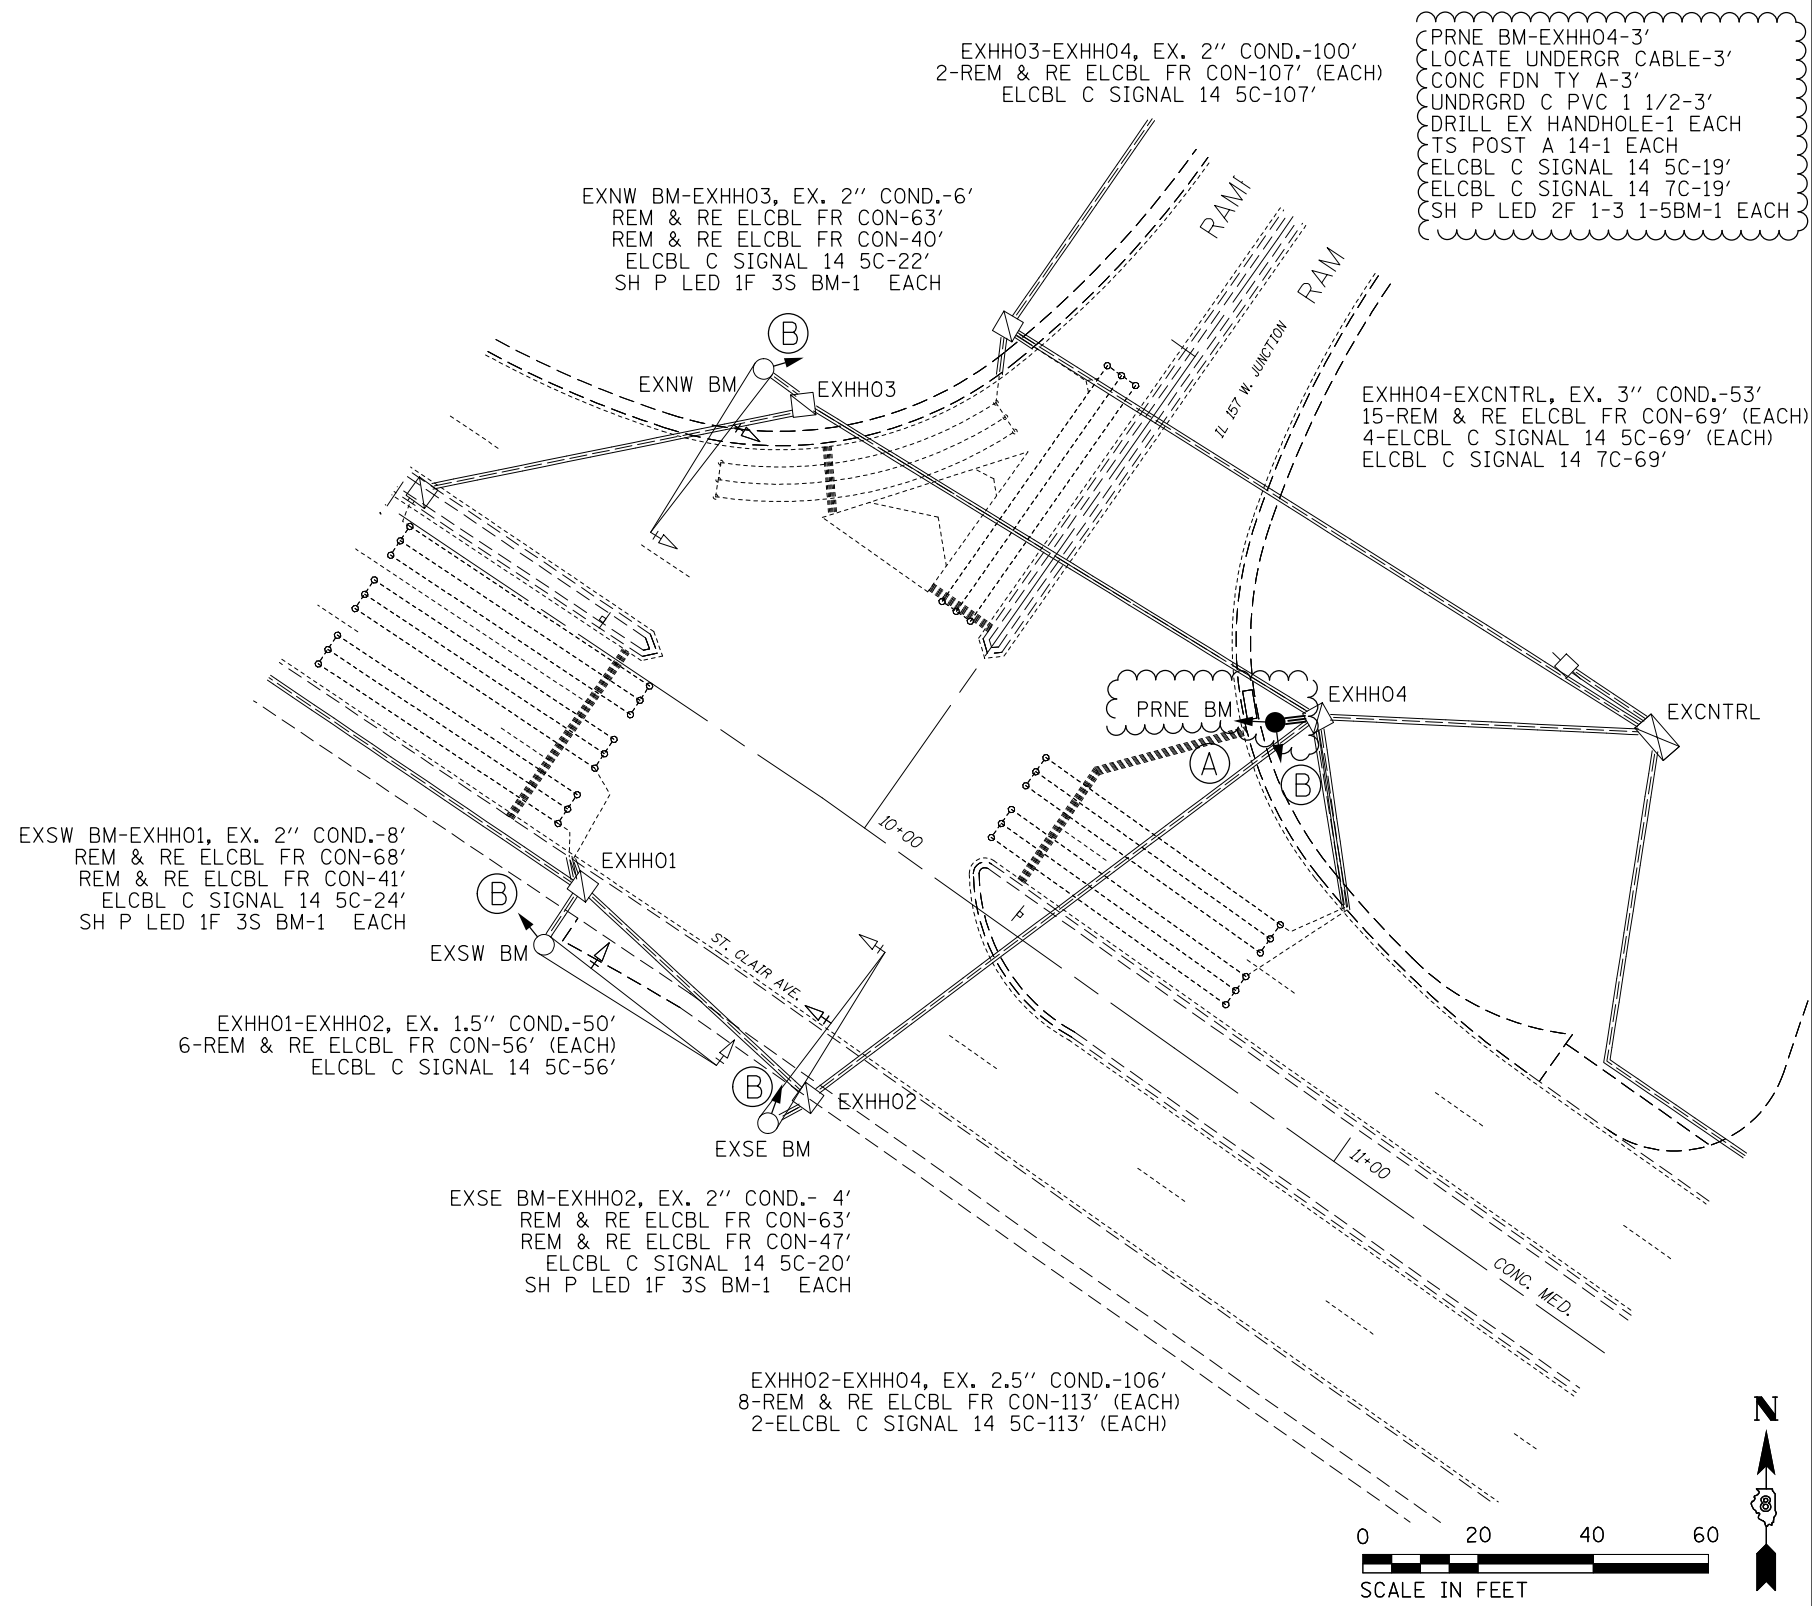 EXHH03-EXHH04, EX. 2'' COND.-100'
2-REM & RE ELCBL FR CON-107' (EACH)
ELCBL C SIGNAL 14 5C-107'
PRNE BM-EXHH04-3'
LOCATE UNDERGR CABLE-3'
CONC FDN TY A-3'
UNDRGRD C PVC 1 1/2-3'
DRILL EX HANDHOLE-1 EACH
TS POST A 14-1 EACH
ELCBL C SIGNAL 14 5C-19'
ELCBL C SIGNAL 14 7C-19'
SH P LED 2F 1-3 1-5BM-1 EACH
EXNW BM-EXHH03, EX. 2'' COND.-6'
REM & RE ELCBL FR CON-63'
REM & RE ELCBL FR CON-40'
ELCBL C SIGNAL 14 5C-22'
SH P LED 1F 3S BM-1 EACH
RAM
RAM
IL 157 W. JUNCTION
B
EXNW BM
EXHH03
EXHH04-EXCNTRL, EX. 3'' COND.-53'
15-REM & RE ELCBL FR CON-69' (EACH)
4-ELCBL C SIGNAL 14 5C-69' (EACH)
ELCBL C SIGNAL 14 7C-69'
PRNE BM
EXHH04
EXCNTRL
A
B
10+00
EXSW BM-EXHH01, EX. 2'' COND.-8'
REM & RE ELCBL FR CON-68'
REM & RE ELCBL FR CON-41'
ELCBL C SIGNAL 14 5C-24'
SH P LED 1F 3S BM-1 EACH
EXHH01
B
EXSW BM
ST. CLAIR AVE.
EXHH01-EXHH02, EX. 1.5'' COND.-50'
6-REM & RE ELCBL FR CON-56' (EACH)
ELCBL C SIGNAL 14 5C-56'
B
EXHH02
EXSE BM
11+00
EXSE BM-EXHH02, EX. 2'' COND.- 4'
REM & RE ELCBL FR CON-63'
REM & RE ELCBL FR CON-47'
ELCBL C SIGNAL 14 5C-20'
SH P LED 1F 3S BM-1 EACH
CONC. MED.
EXHH02-EXHH04, EX. 2.5'' COND.-106'
8-REM & RE ELCBL FR CON-113' (EACH)
2-ELCBL C SIGNAL 14 5C-113' (EACH)
N
8
0 20 40 60
SCALE IN FEET